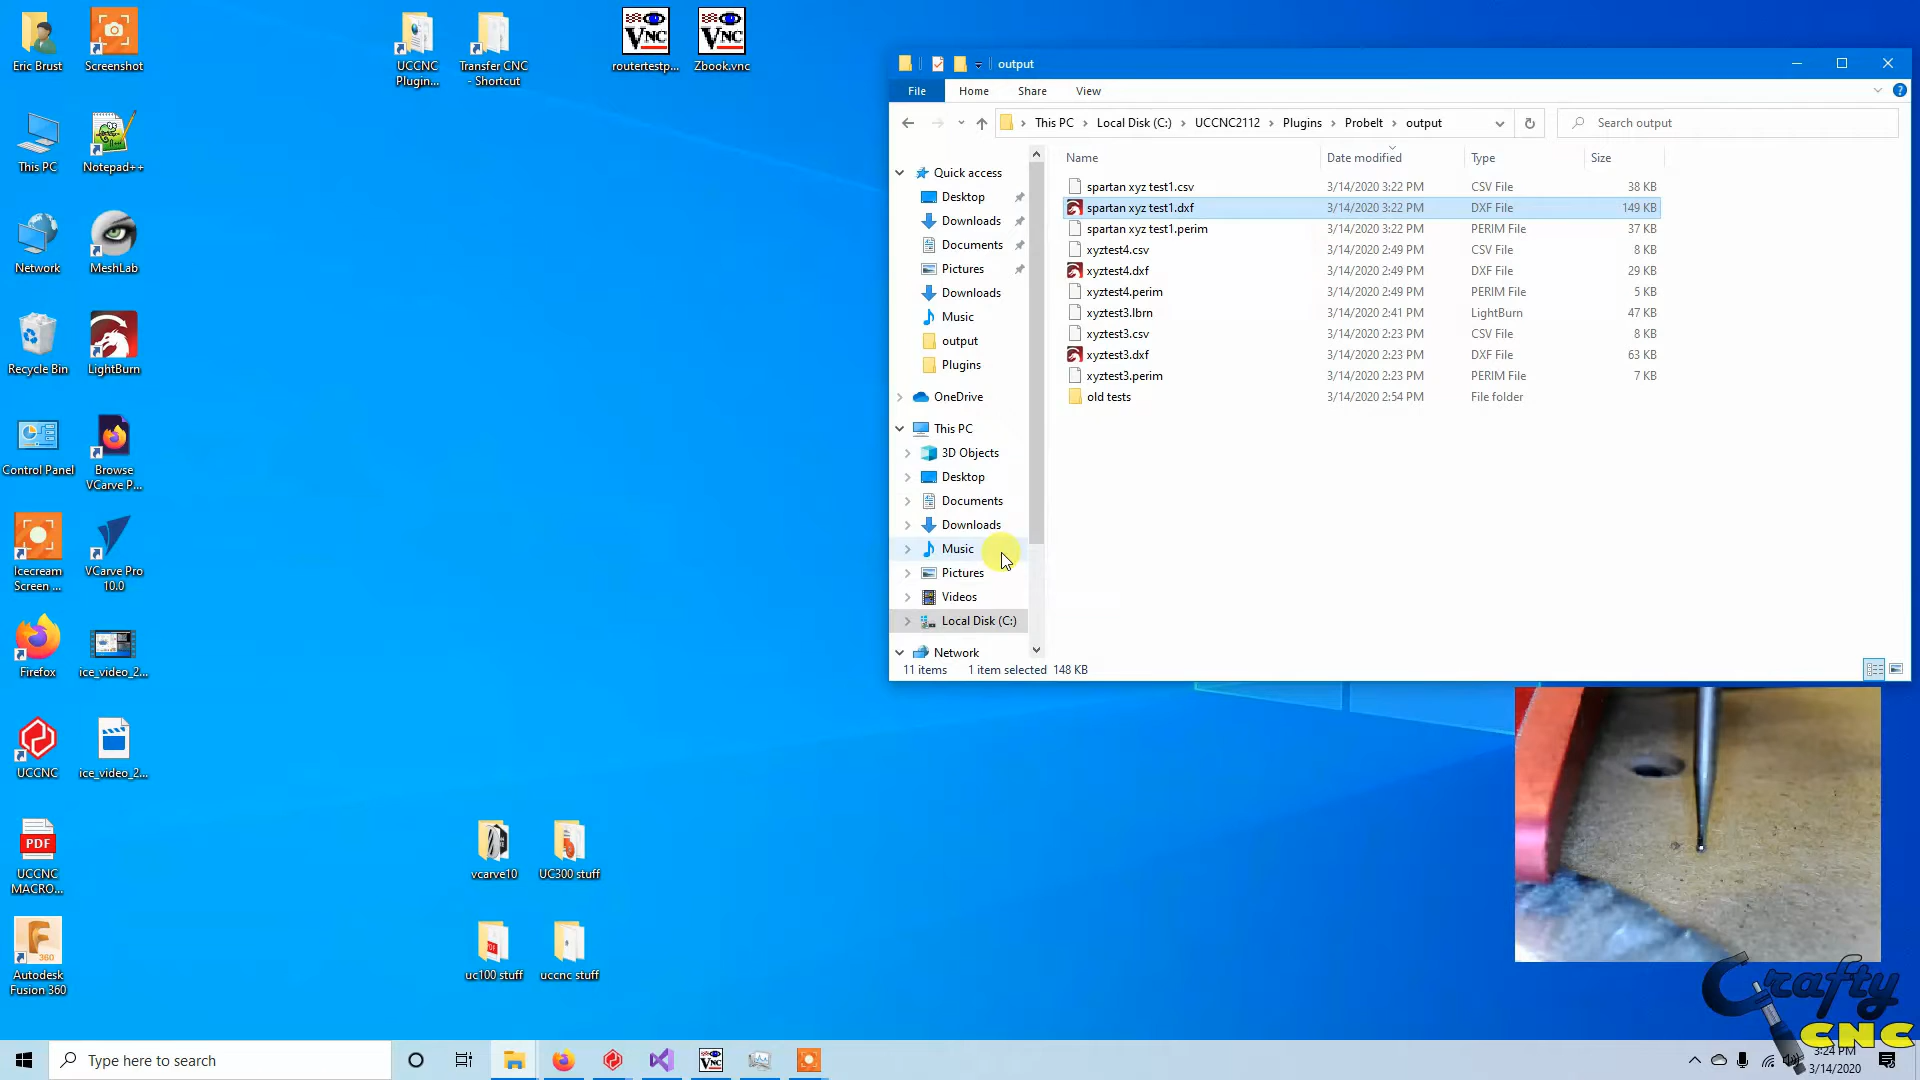 Eric Brust
Screenshot
UCCNC
Plugin...
Transfer CNC
- Shortcut
VNC
routertestp...
VNC
Zbook.vnc
This PC
Notepad++
Network
MeshLab
Recycle Bin
LightBurn
Control Panel
Browse
VCarve P...
Icecream
Screen ...
VCarve Pro
10.0
Firefox
ice_video_2...
UCCNC
ice_video_2...
PDF
UCCNC
MACRO...
vcarve10
UC300 stuff
F
360
Autodesk
Fusion 360
uc100 stuff
uccnc stuff
output
File
Home
Share
View
This PC
Local Disk (C:)
UCCNC2112
Plugins
ProbeIt
output
Search output
Quick access
Desktop
Downloads
Documents
Pictures
Downloads
Music
output
Plugins
OneDrive
This PC
3D Objects
Desktop
Documents
Downloads
Music
Pictures
Videos
Local Disk (C:)
Network
Name Date modified Type Size
spartan xyz test1.csv 3/14/2020 3:22 PM CSV File 38 KB
spartan xyz test1.dxf 3/14/2020 3:22 PM DXF File 149 KB
spartan xyz test1.perim 3/14/2020 3:22 PM PERIM File 37 KB
xyztest4.csv 3/14/2020 2:49 PM CSV File 8 KB
xyztest4.dxf 3/14/2020 2:49 PM DXF File 29 KB
xyztest4.perim 3/14/2020 2:49 PM PERIM File 5 KB
xyztest3.lbrn 3/14/2020 2:41 PM LightBurn 47 KB
xyztest3.csv 3/14/2020 2:23 PM CSV File 8 KB
xyztest3.dxf 3/14/2020 2:23 PM DXF File 63 KB
xyztest3.perim 3/14/2020 2:23 PM PERIM File 7 KB
old tests 3/14/2020 2:54 PM File folder
11 items 1 item selected 148 KB
Crafty
CNC
Type here to search
VNC
3:24 PM
3/14/2020